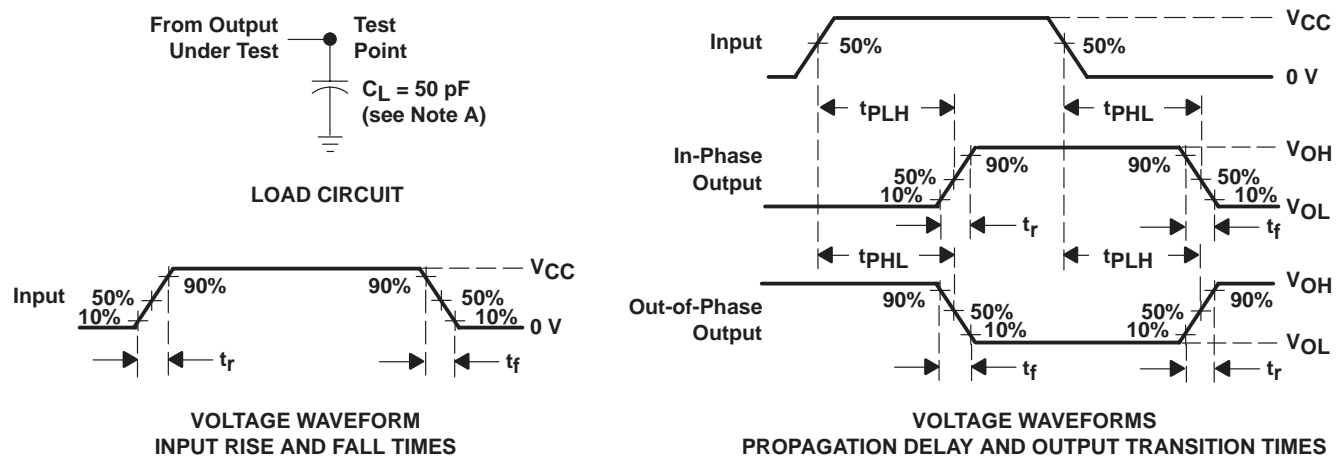 From Output
Under Test
Test
Point
CL = 50 pF
(see Note A)
LOAD CIRCUIT
Input
50%
10%
90%
90%
50%
10%
VCC
0 V
tr
tf
VOLTAGE WAVEFORM
INPUT RISE AND FALL TIMES
Input
50%
50%
VCC
0 V
tPLH
tPHL
In-Phase
Output
50%
10%
90%
90%
50%
10%
VOH
VOL
tr
tf
tPHL
tPLH
Out-of-Phase
Output
90%
50%
10%
50%
10%
90%
VOH
VOL
tf
tr
VOLTAGE WAVEFORMS
PROPAGATION DELAY AND OUTPUT TRANSITION TIMES